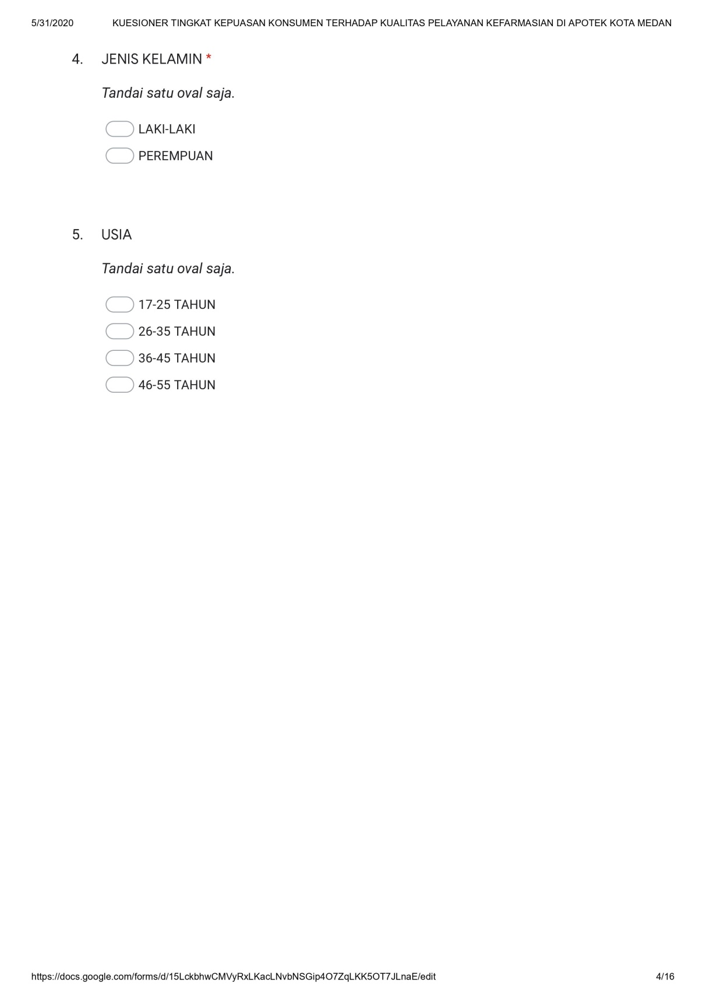 5/31/2020 KUESIONER TINGKAT KEPUASAN KONSUMEN TERHADAP KUALITAS PELAYANAN KEFARMASIAN DI APOTEK KOTA MEDAN
4. JENIS KELAMIN *
Tandai satu oval saja.
LAKI-LAKI
PEREMPUAN
5. USIA
Tandai satu oval saja.
17-25 TAHUN
26-35 TAHUN
36-45 TAHUN
46-55 TAHUN
https://docs.google.com/forms/d/15LckbhwCMVyRxLKacLNvbNSGip4O7ZqLKK5OT7JLnaE/edit 4/16